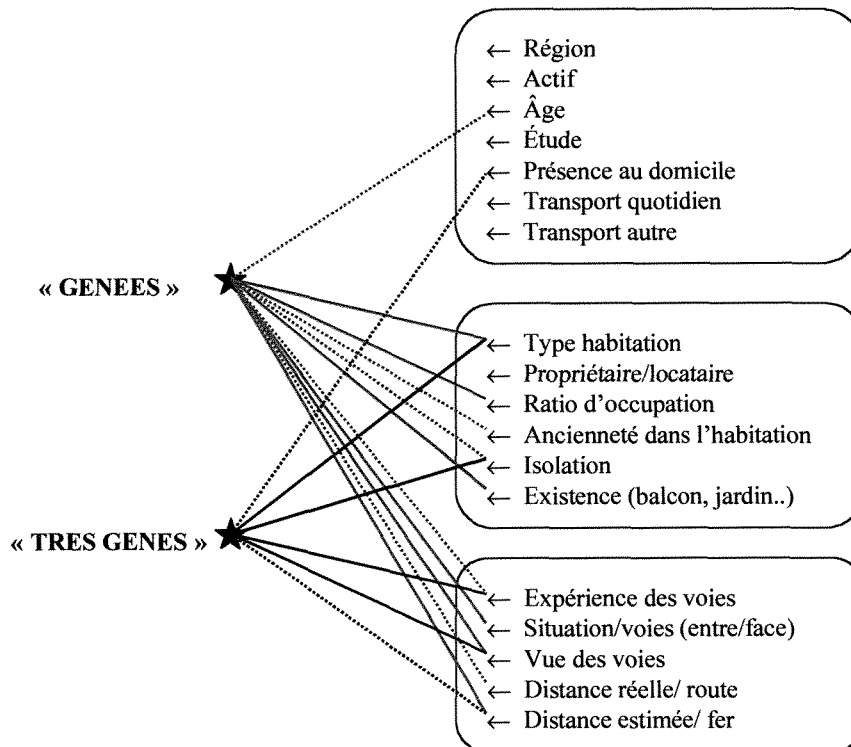 ← Région
← Actif
← Âge
← Étude
← Présence au domicile
← Transport quotidien
← Transport autre
« GENEES »
← Type habitation
← Propriétaire/locataire
← Ratio d’occupation
← Ancienneté dans l’habitation
← Isolation
← Existence (balcon, jardin..)
« TRES GENES »
← Expérience des voies
← Situation/voies (entre/face)
← Vue des voies
← Distance réelle/ route
← Distance estimée/ fer